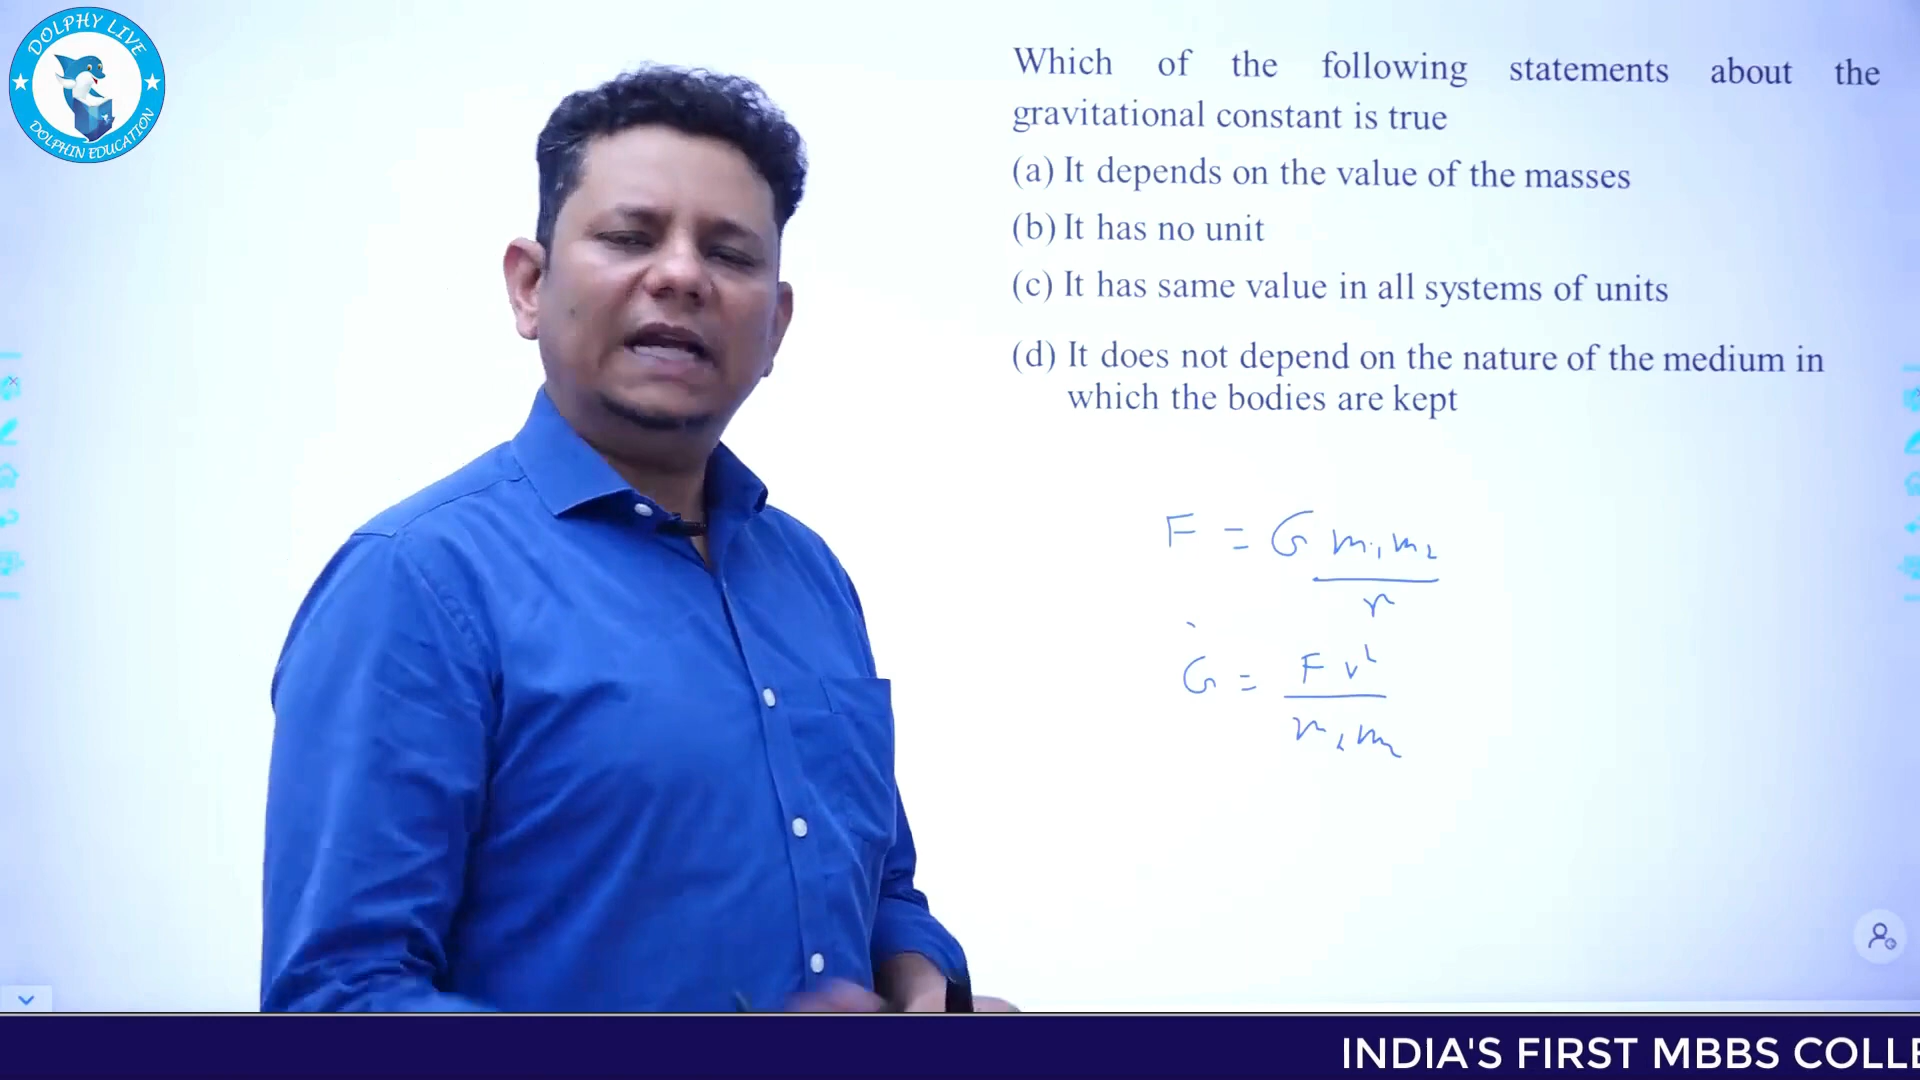 DOLPHY LIVE
DOLPHIN EDUCATION
Which of the following statements about the
gravitational constant is true
(a) It depends on the value of the masses
(b) It has no unit
(c) It has same value in all systems of units
(d) It does not depend on the nature of the medium in
which the bodies are kept
F = G m₁m₂
r
G = F r²
m₁m₂
INDIA'S FIRST MBBS COLLE